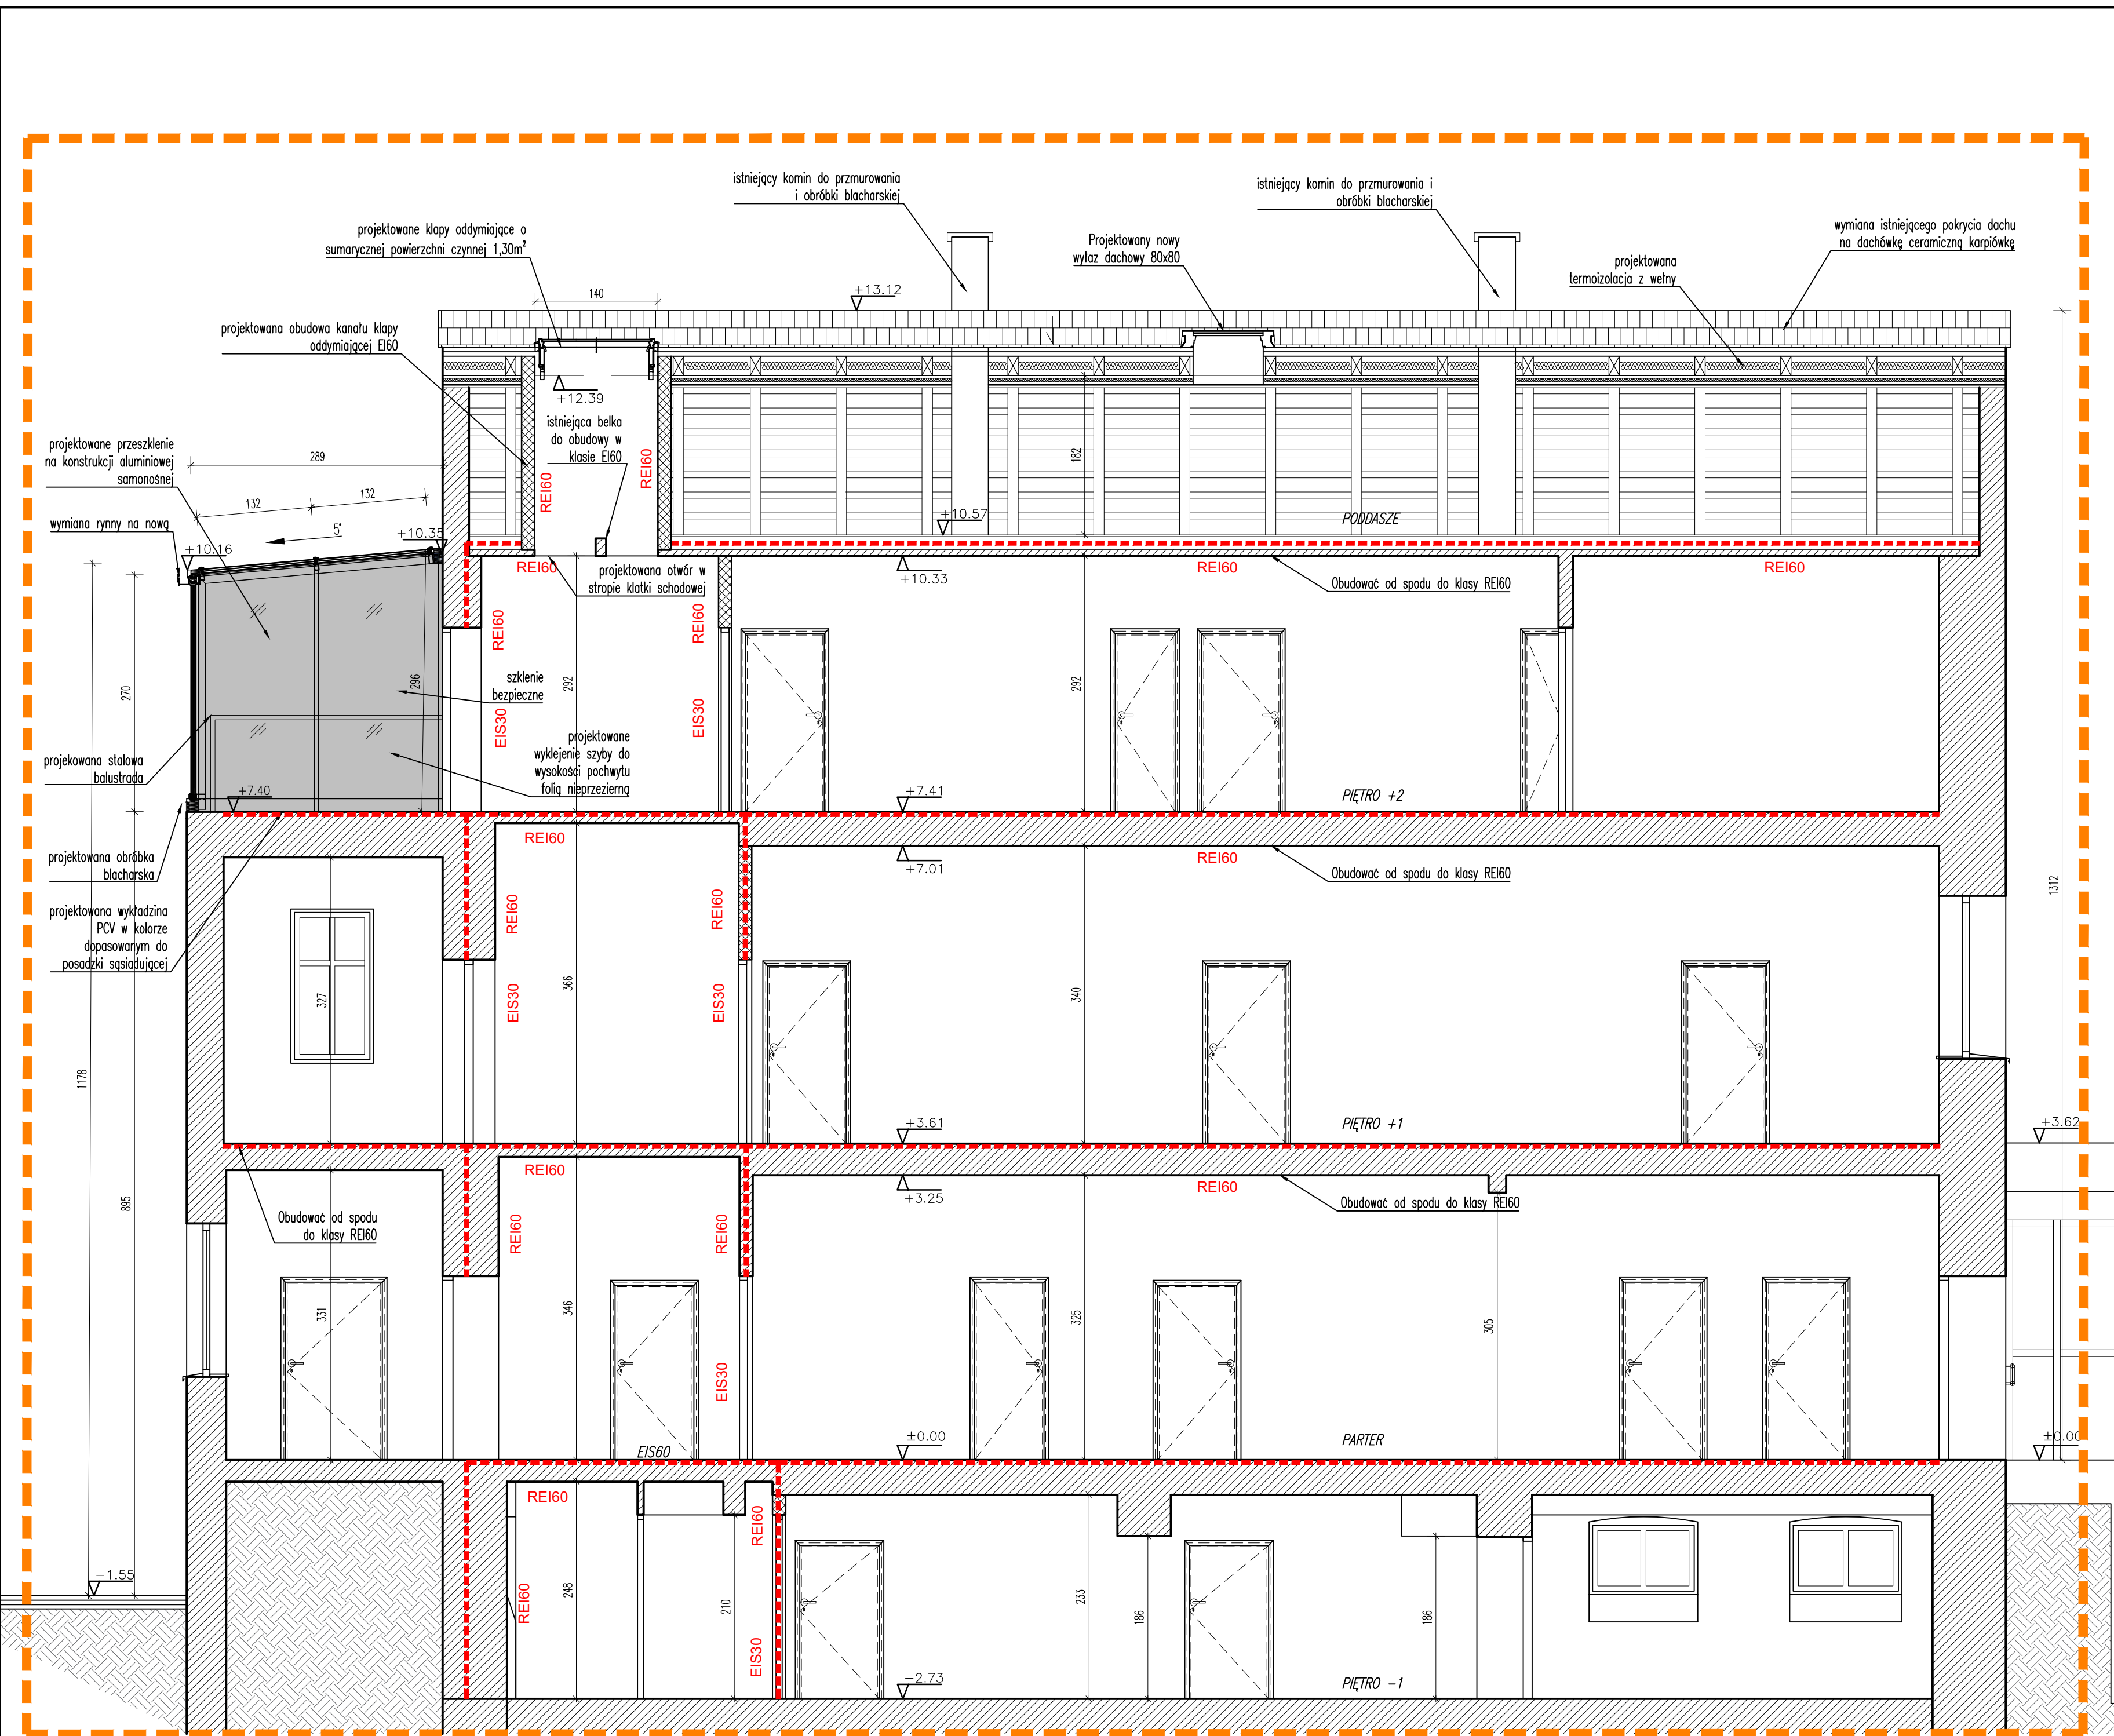 istniejący komin do przmurowania
i obróbki blacharskiej
istniejący komin do przmurowania i
obróbki blacharskiej
projektowane klapy oddymiające o
sumarycznej powierzchni czynnej 1,30m²
Projektowany nowy
wyłaz dachowy 80x80
wymiana istniejącego pokrycia dachu
na dachówkę ceramiczną karpiówkę
projektowana
termoizolacja z wełny
140
+13.12
projektowana obudowa kanału klapy
oddymiającej EI60
+12.39
istniejąca belka
do obudowy w
klasie EI60
REI60
REI60
182
projektowane przeszklenie
na konstrukcji aluminiowej
samonośnej
289
132
132
wymiana rynny na nową
5°
+10.16
+10.35
+10.57
PODDASZE
REI60
projektowana otwór w
stropie klatki schodowej
+10.33
REI60
Obudować od spodu do klasy REI60
REI60
REI60
REI60
270
296
szklenie
bezpieczne
292
292
EIS30
EIS30
projektowane
wyklejenie szyby do
wysokości pochwytu
folią nieprzezierną
projekowana stalowa
balustrada
+7.40
+7.41
PIĘTRO +2
projektowana obróbka
blacharska
REI60
+7.01
REI60
Obudować od spodu do klasy REI60
1312
projektowana wykładzina
PCV w kolorze
dopasowanym do
posadzki sąsiadującej
REI60
REI60
327
366
340
EIS30
EIS30
1178
+3.61
PIĘTRO +1
+3.62
REI60
+3.25
REI60
Obudować od spodu do klasy REI60
895
Obudować od spodu
do klasy REI60
REI60
REI60
331
346
325
305
EIS30
EIS60
±0.00
PARTER
±0.00
REI60
REI60
-1.55
REI60
248
210
233
186
186
EIS30
-2.73
PIĘTRO -1